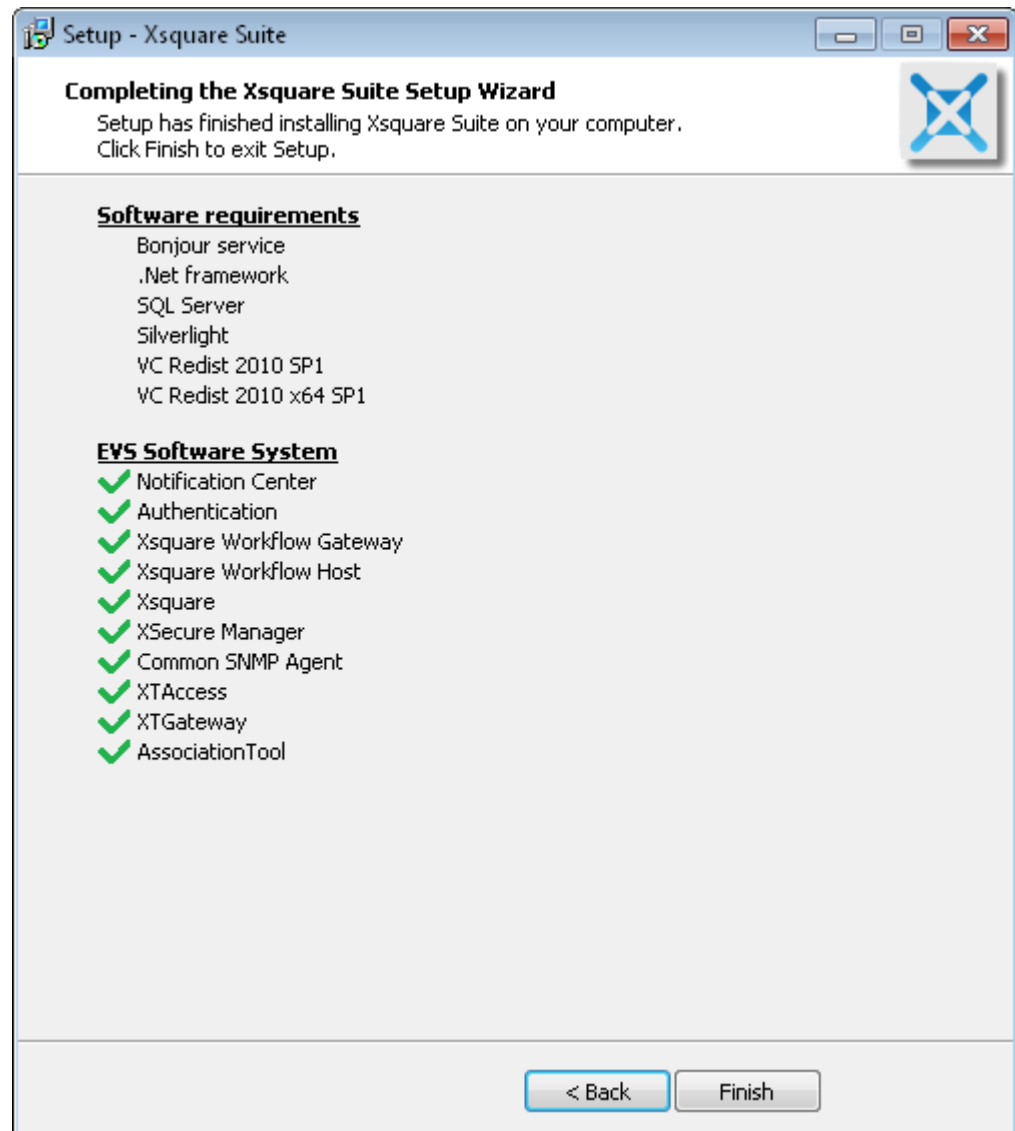 Setup - Xsquare Suite
Completing the Xsquare Suite Setup Wizard
Setup has finished installing Xsquare Suite on your computer.
Click Finish to exit Setup.
Software requirements
Bonjour service
.Net framework
SQL Server
Silverlight
VC Redist 2010 SP1
VC Redist 2010 x64 SP1
EVS Software System
Notification Center
Authentication
Xsquare Workflow Gateway
Xsquare Workflow Host
Xsquare
XSecure Manager
Common SNMP Agent
XTAccess
XTGateway
AssociationTool
< Back Finish